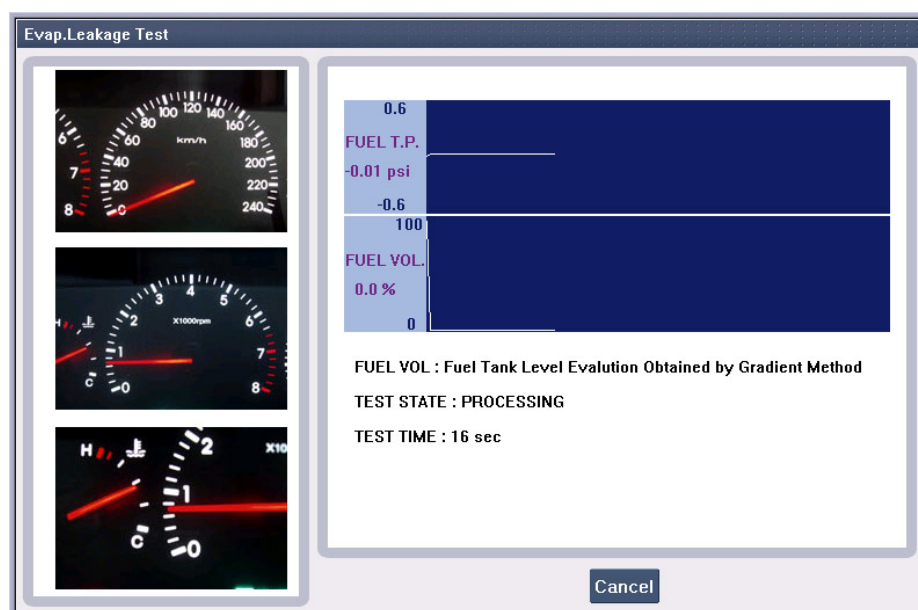 Evap.Leakage Test
0.6
FUEL T.P.
-0.01 psi
-0.6
100
FUEL VOL.
0.0 %
0
FUEL VOL : Fuel Tank Level Evalution Obtained by Gradient Method
TEST STATE : PROCESSING
TEST TIME : 16 sec
Cancel
6
7
8
0
20
40
60
80
100
120
140
160
180
200
220
240
km/h
H
C
0
1
2
3
4
5
6
7
8
X1000rpm
H
C
2
1
0
X10